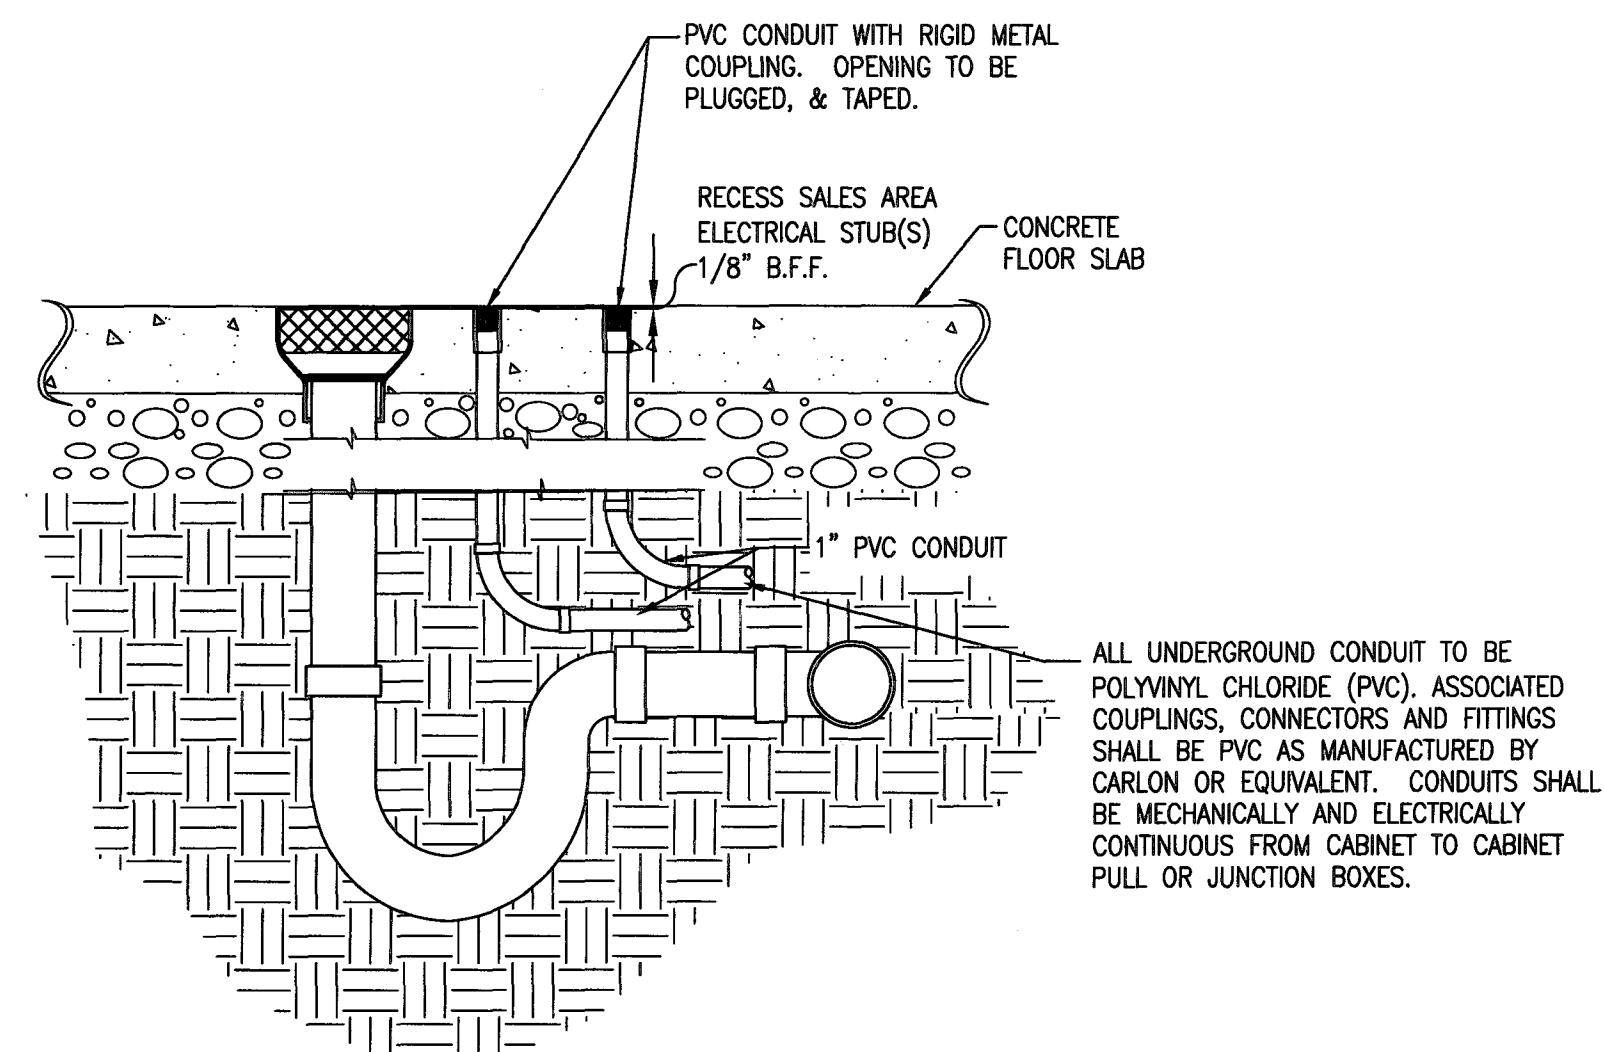 PVC CONDUIT WITH RIGID METAL
COUPLING. OPENING TO BE
PLUGGED, & TAPED.
RECESS SALES AREA
ELECTRICAL STUB(S)
1/8" B.F.F.
CONCRETE
FLOOR SLAB
1" PVC CONDUIT
ALL UNDERGROUND CONDUIT TO BE
POLYVINYL CHLORIDE (PVC). ASSOCIATED
COUPLINGS, CONNECTORS AND FITTINGS
SHALL BE PVC AS MANUFACTURED BY
CARLON OR EQUIVALENT. CONDUITS SHALL
BE MECHANICALLY AND ELECTRICALLY
CONTINUOUS FROM CABINET TO CABINET
PULL OR JUNCTION BOXES.